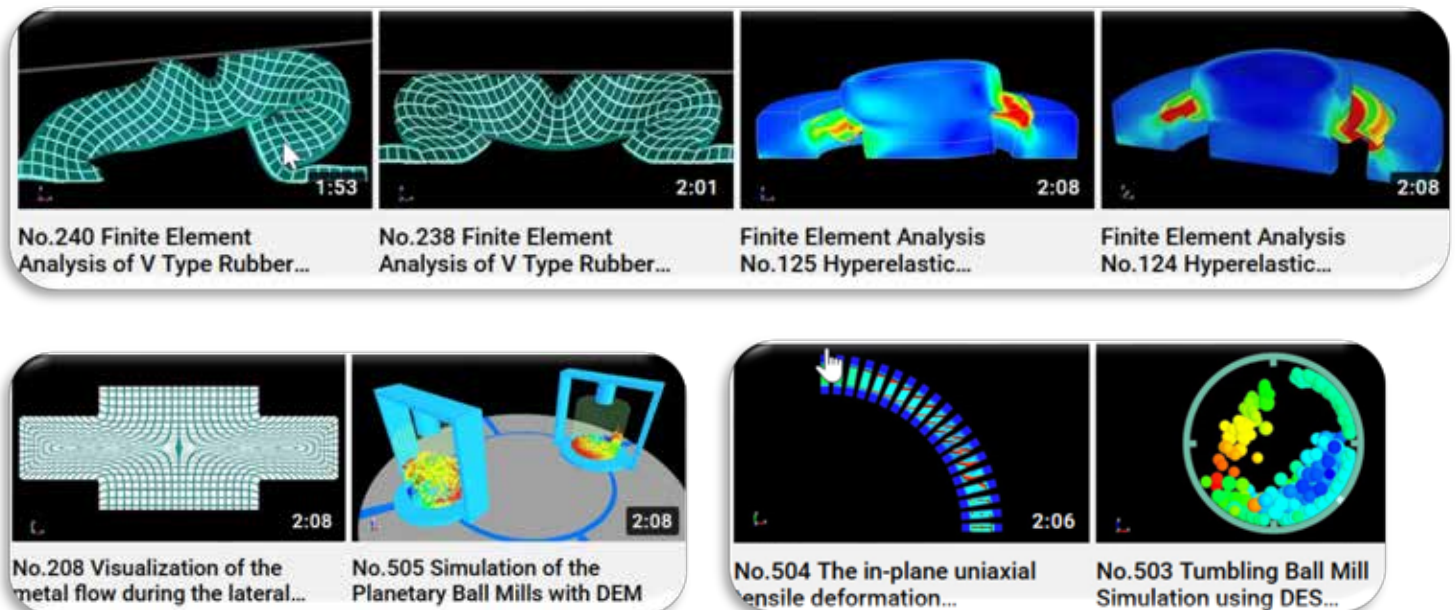 1:53
2:01
2:08
2:08
No.240 Finite Element
Analysis of V Type Rubber...
No.238 Finite Element
Analysis of V Type Rubber...
Finite Element Analysis
No.125 Hyperelastic...
Finite Element Analysis
No.124 Hyperelastic...
2:08
2:08
2:06
No.208 Visualization of the
metal flow during the lateral...
No.505 Simulation of the
Planetary Ball Mills with DEM
No.504 The in-plane uniaxial
tensile deformation...
No.503 Tumbling Ball Mill
Simulation using DES...